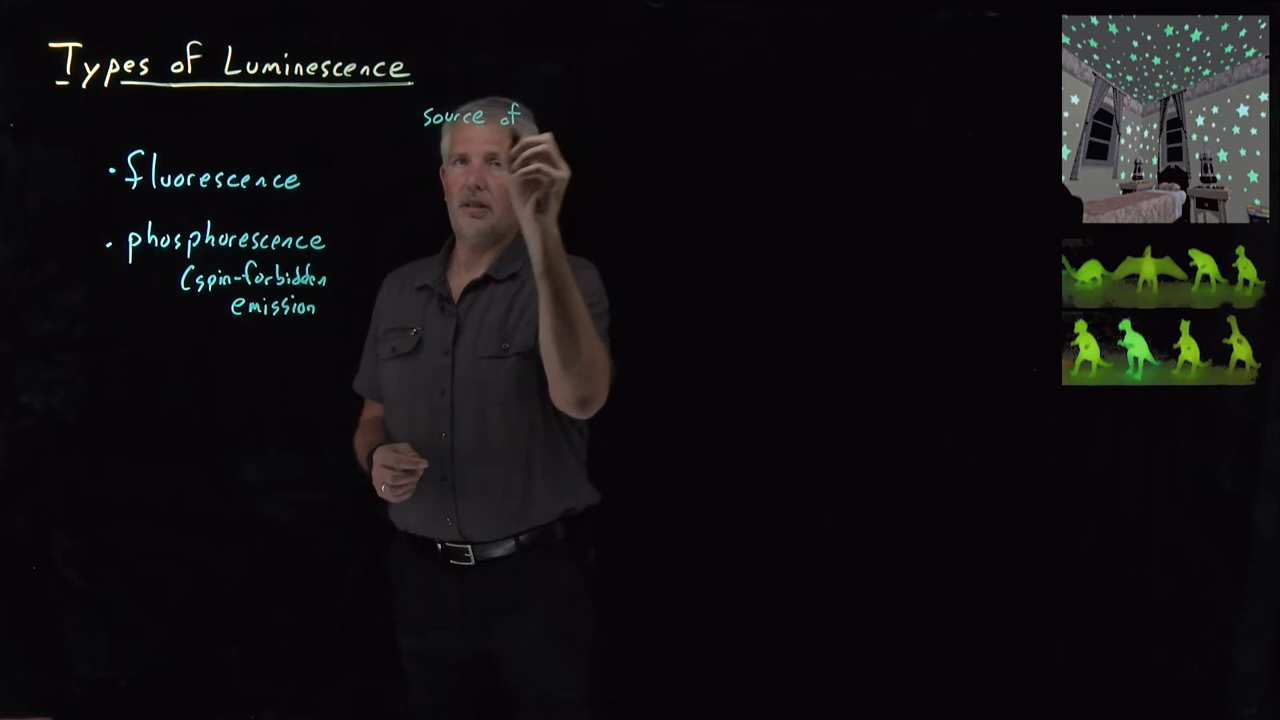 Types of Luminescence
source of
• fluorescence
• phosphorescence
(spin-forbidden
emission